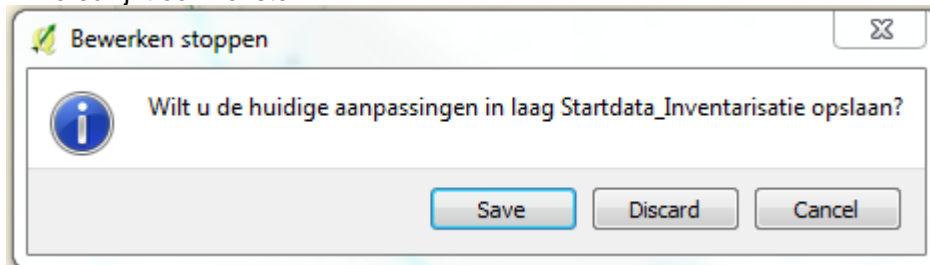 Bewerken stoppen
Wilt u de huidige aanpassingen in laag Startdata_Inventarisatie opslaan?
Save Discard Cancel